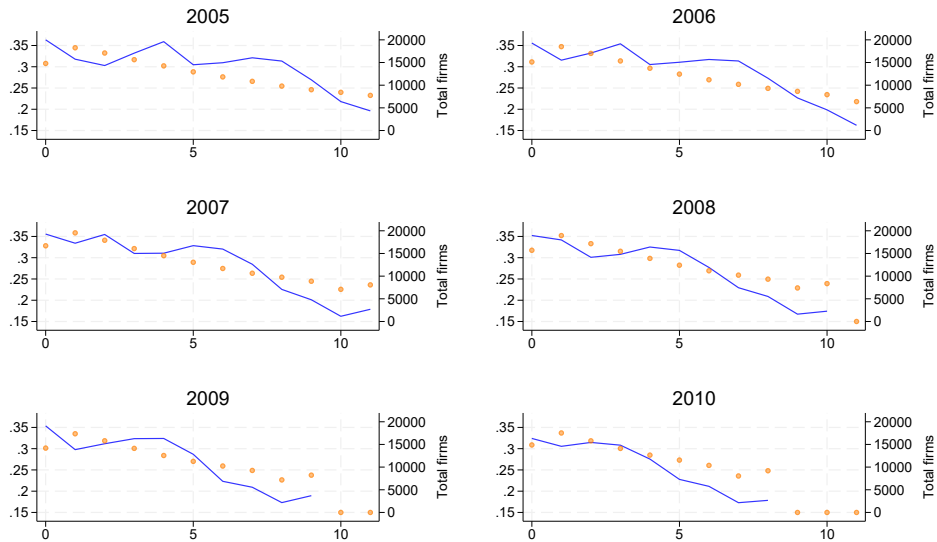 2005 2006
.35 20000 .35 20000
.3 15000 .3 15000
.25 10000 .25 10000
.2 5000 .2 5000
.15 0 .15 0
Total firms Total firms
0 5 10 0 5 10
2007 2008
.35 20000 .35 20000
.3 15000 .3 15000
.25 10000 .25 10000
.2 5000 .2 5000
.15 0 .15 0
Total firms Total firms
0 5 10 0 5 10
2009 2010
.35 20000 .35 20000
.3 15000 .3 15000
.25 10000 .25 10000
.2 5000 .2 5000
.15 0 .15 0
Total firms Total firms
0 5 10 0 5 10